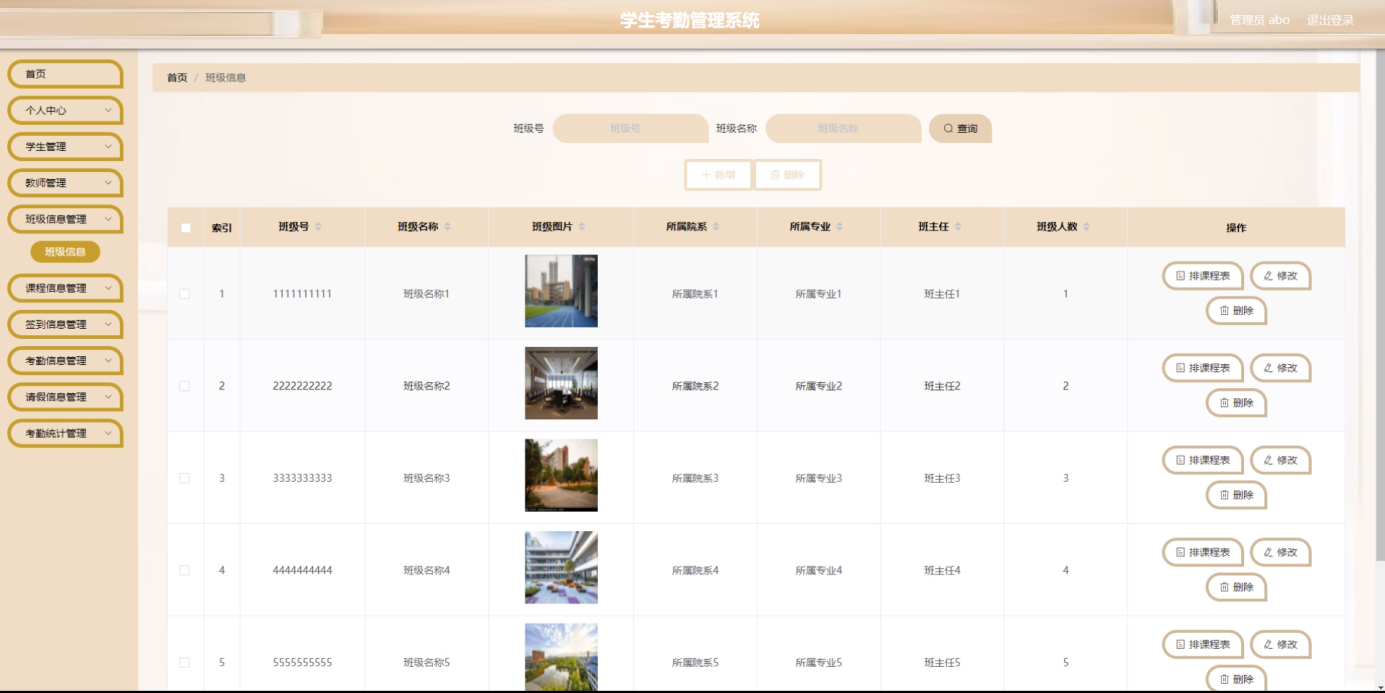 学生考勤管理系统
管理员 abo 退出登录
首页
个人中心
学生管理
教师管理
班级信息管理
班级信息
课程信息管理
签到信息管理
考勤信息管理
请假信息管理
考勤统计管理
首页 / 班级信息
班级号 班级号 班级名称 班级名称 查询
+ 新增 删除
索引 班级号 班级名称 班级图片 所属院系 所属专业 班主任 班级人数 操作
1 1111111111 班级名称1 所属院系1 所属专业1 班主任1 1 排课程表 修改
删除
2 2222222222 班级名称2 所属院系2 所属专业2 班主任2 2 排课程表 修改
删除
3 3333333333 班级名称3 所属院系3 所属专业3 班主任3 3 排课程表 修改
删除
4 4444444444 班级名称4 所属院系4 所属专业4 班主任4 4 排课程表 修改
删除
5 5555555555 班级名称5 所属院系5 所属专业5 班主任5 5 排课程表 修改
删除